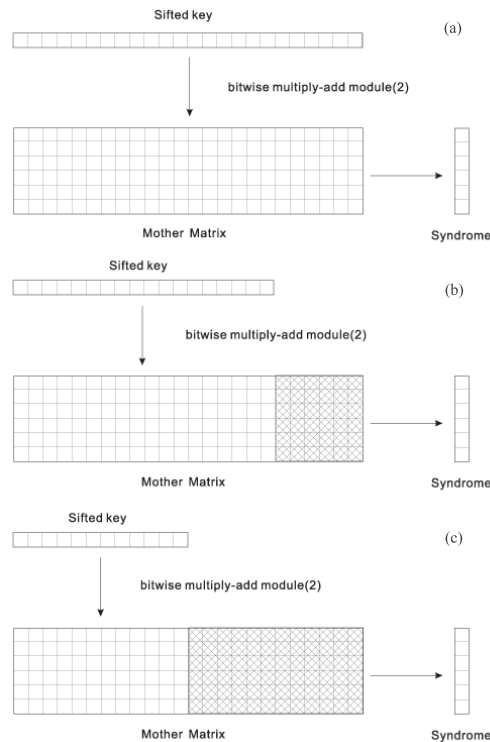 Sifted key
(a)
bitwise multiply-add module(2)
Mother Matrix
Syndrome
Sifted key
(b)
bitwise multiply-add module(2)
Mother Matrix
Syndrome
Sifted key
(c)
bitwise multiply-add module(2)
Mother Matrix
Syndrome